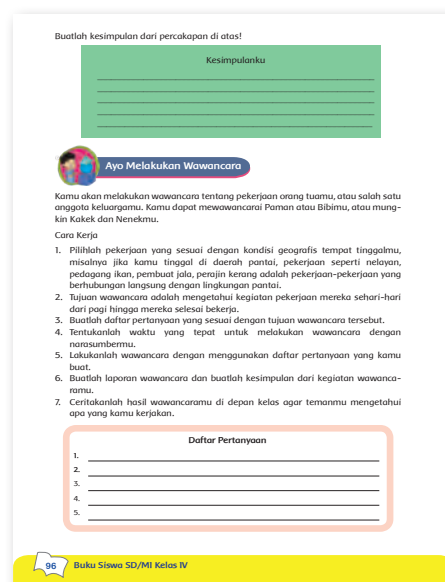 Buatlah kesimpulan dari percakapan di atas!
Kesimpulanku
Ayo Melakukan Wawancara
Kamu akan melakukan wawancara tentang pekerjaan orang tuamu, atau salah satu
anggota keluargamu. Kamu dapat mewawancarai Paman atau Bibimu, atau mung-
kin Kakek dan Nenekmu.
Cara Kerja
1. Pilihlah pekerjaan yang sesuai dengan kondisi geografis tempat tinggalmu,
misalnya jika kamu tinggal di daerah pantai, pekerjaan seperti nelayan,
pedagang ikan, pembuat jala, perajin kerang adalah pekerjaan-pekerjaan yang
berhubungan langsung dengan lingkungan pantai.
2. Tujuan wawancara adalah mengetahui kegiatan pekerjaan mereka sehari-hari
dari pagi hingga mereka selesai bekerja.
3. Buatlah daftar pertanyaan yang sesuai dengan tujuan wawancara tersebut.
4. Tentukanlah waktu yang tepat untuk melakukan wawancara dengan
narasumbermu.
5. Lakukanlah wawancara dengan menggunakan daftar pertanyaan yang kamu
buat.
6. Buatlah laporan wawancara dan buatlah kesimpulan dari kegiatan wawanca-
ramu.
7. Ceritakanlah hasil wawancaramu di depan kelas agar temanmu mengetahui
apa yang kamu kerjakan.
Daftar Pertanyaan
1.
2.
3.
4.
5.
96 Buku Siswa SD/MI Kelas IV